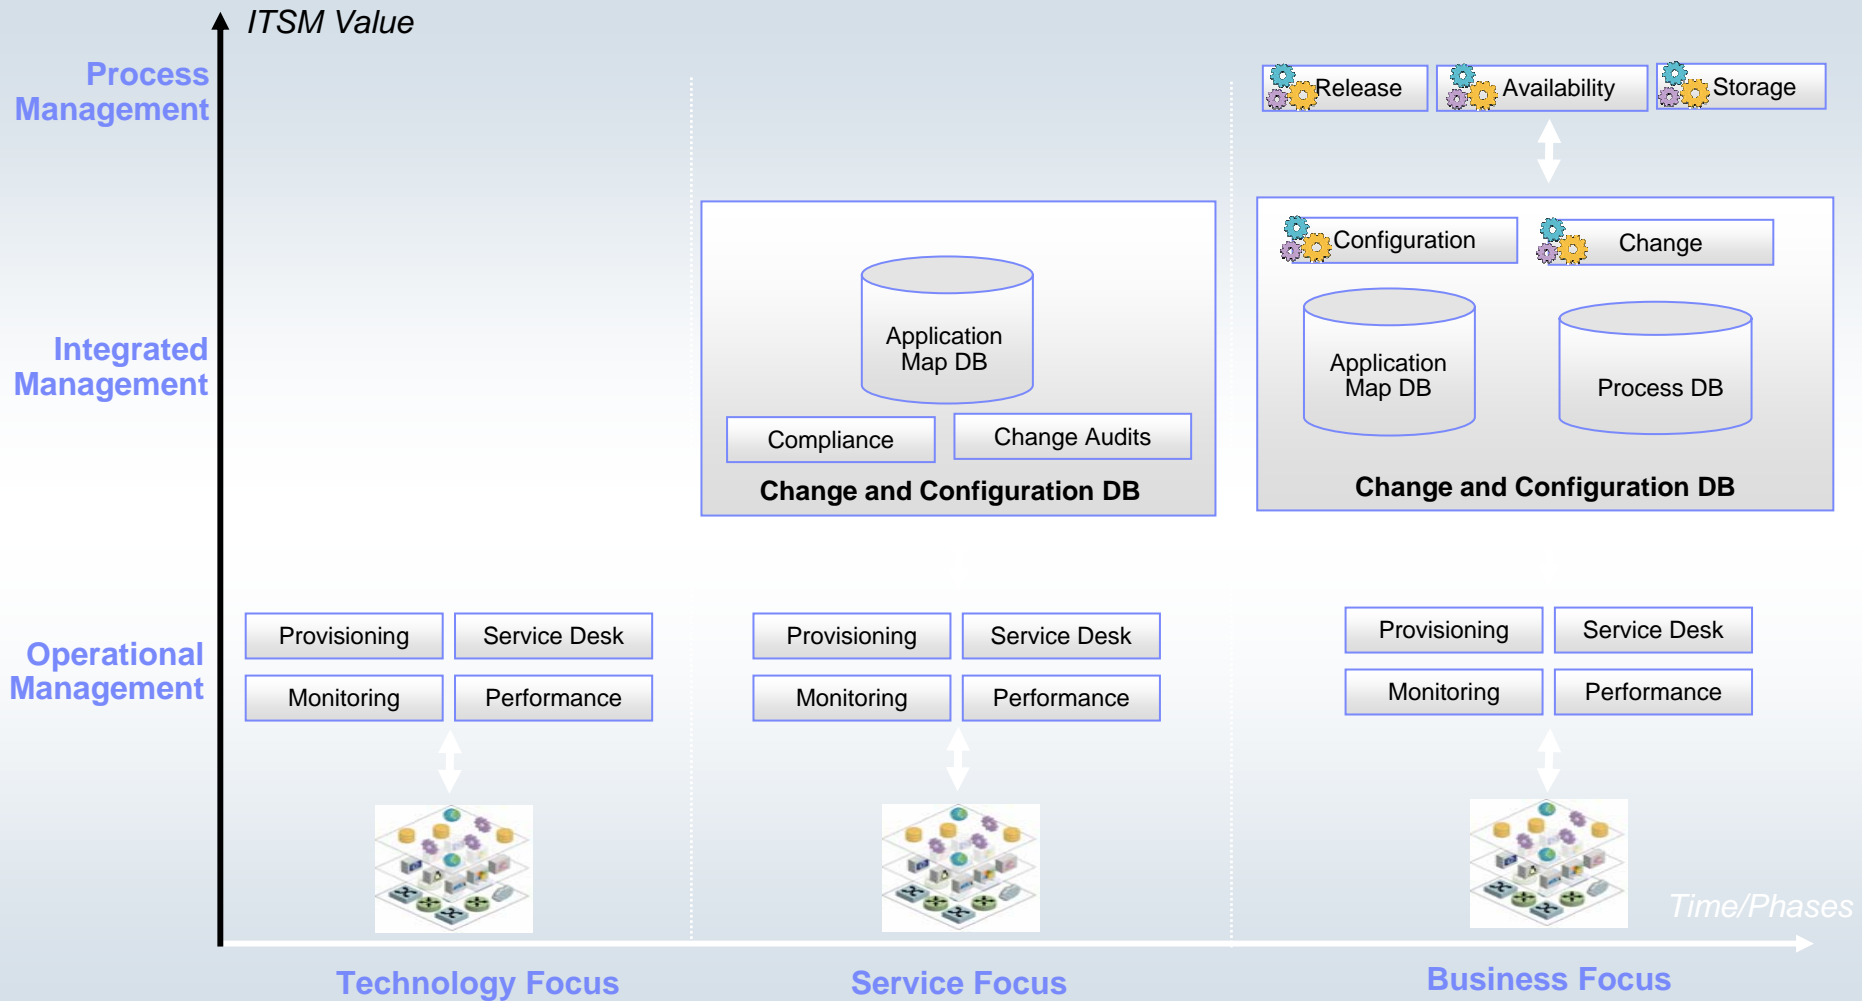 ITSM Value
Process
Management
Release
Availability
Storage
Integrated
Management
Application
Map DB
Compliance
Change Audits
Change and Configuration DB
Configuration
Change
Application
Map DB
Process DB
Change and Configuration DB
Operational
Management
Provisioning
Service Desk
Monitoring
Performance
Provisioning
Service Desk
Monitoring
Performance
Provisioning
Service Desk
Monitoring
Performance
Time/Phases
Technology Focus
Service Focus
Business Focus